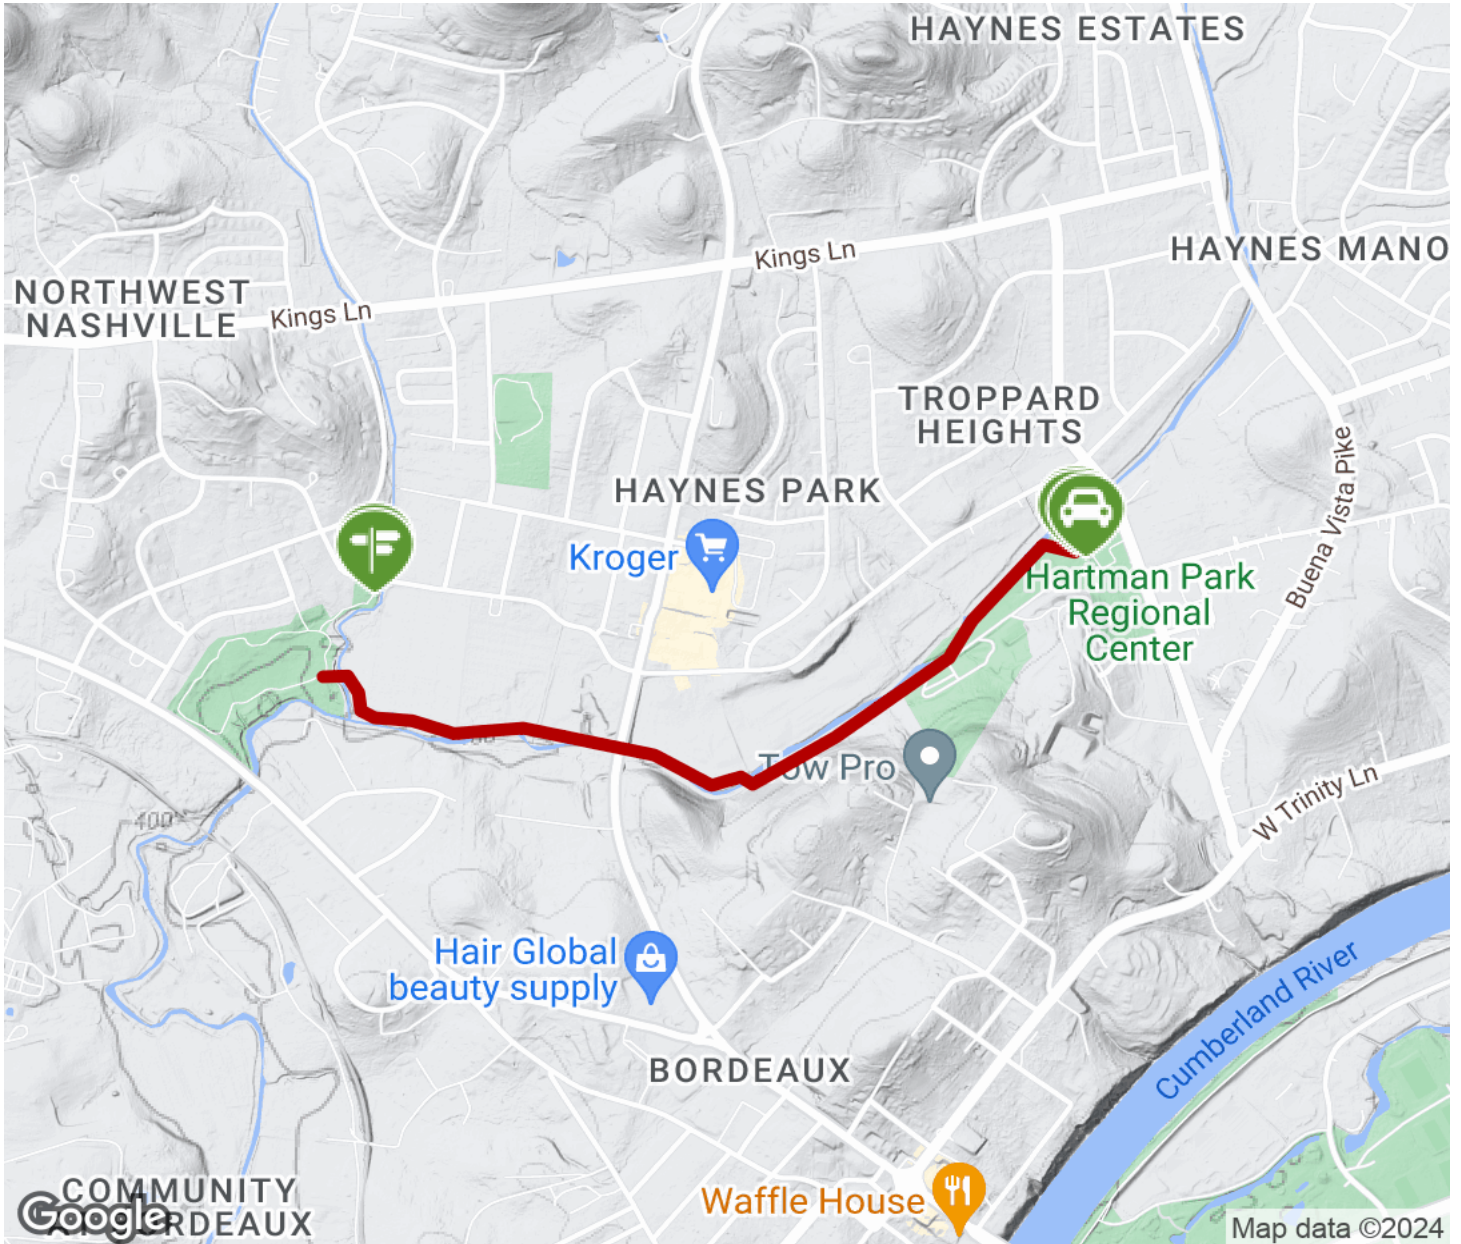 HAYNES ESTATES
Kings Ln
HAYNES MANO
NORTHWEST
NASHVILLE
Kings Ln
TROPPARD
HEIGHTS
HAYNES PARK
Buena Vista Pike
Kroger
Hartman Park
Regional
Center
Tow Pro
W Trinity Ln
400
Hair Global
beauty supply
Cumberland River
BORDEAUX
COMMUNITY
AT BORDEAUX
Waffle House
Google
Map data ©2024